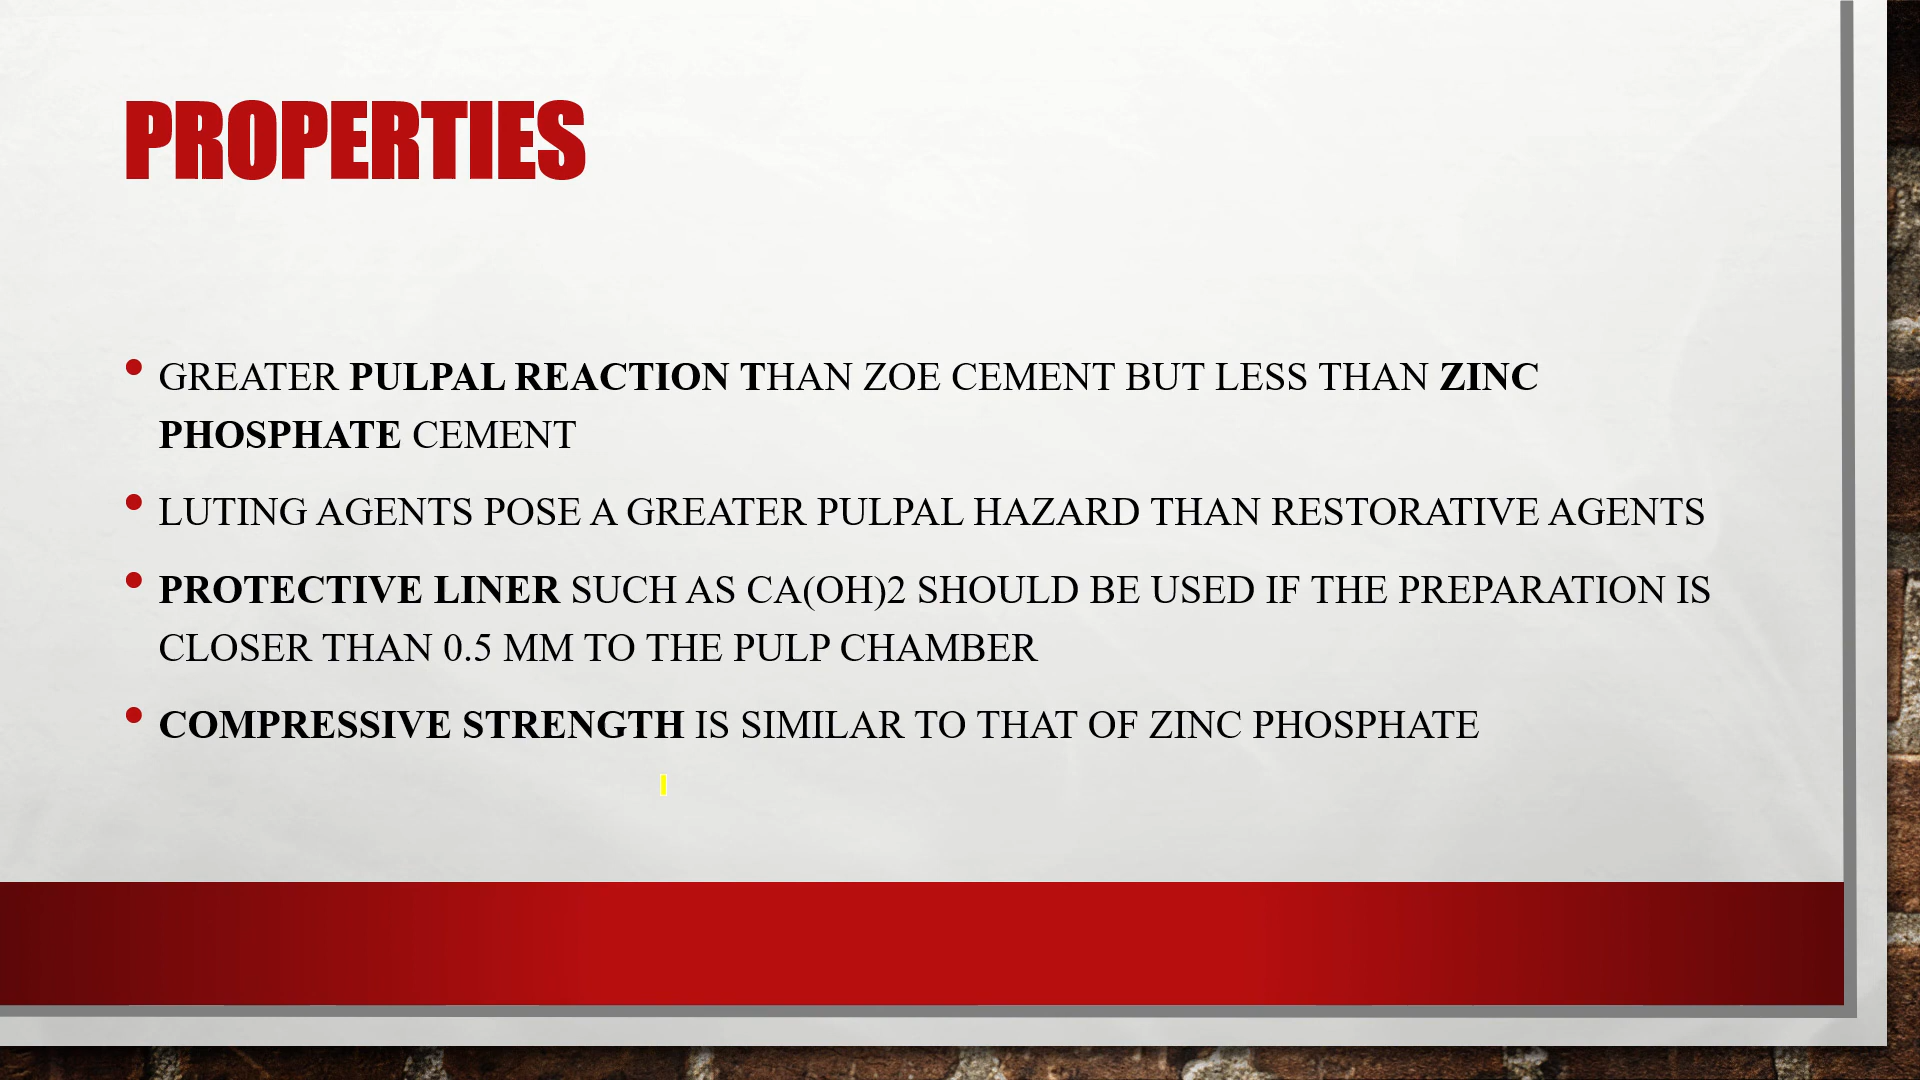 PROPERTIES
• GREATER PULPAL REACTION THAN ZOE CEMENT BUT LESS THAN ZINC
PHOSPHATE CEMENT
• LUTING AGENTS POSE A GREATER PULPAL HAZARD THAN RESTORATIVE AGENTS
• PROTECTIVE LINER SUCH AS CA(OH)2 SHOULD BE USED IF THE PREPARATION IS
CLOSER THAN 0.5 MM TO THE PULP CHAMBER
• COMPRESSIVE STRENGTH IS SIMILAR TO THAT OF ZINC PHOSPHATE